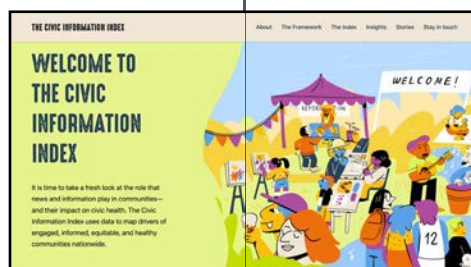 THE CIVIC INFORMATION INDEX
About The Framework The Index Insights Stories Stay in touch
WELCOME TO
THE CIVIC
INFORMATION
INDEX
It is time to take a fresh look at the role that
news and information play in communities—
and their impact on civic health. The Civic
Information Index uses data to map drivers of
engaged, informed, equitable, and healthy
communities nationwide.
WELCOME!
12